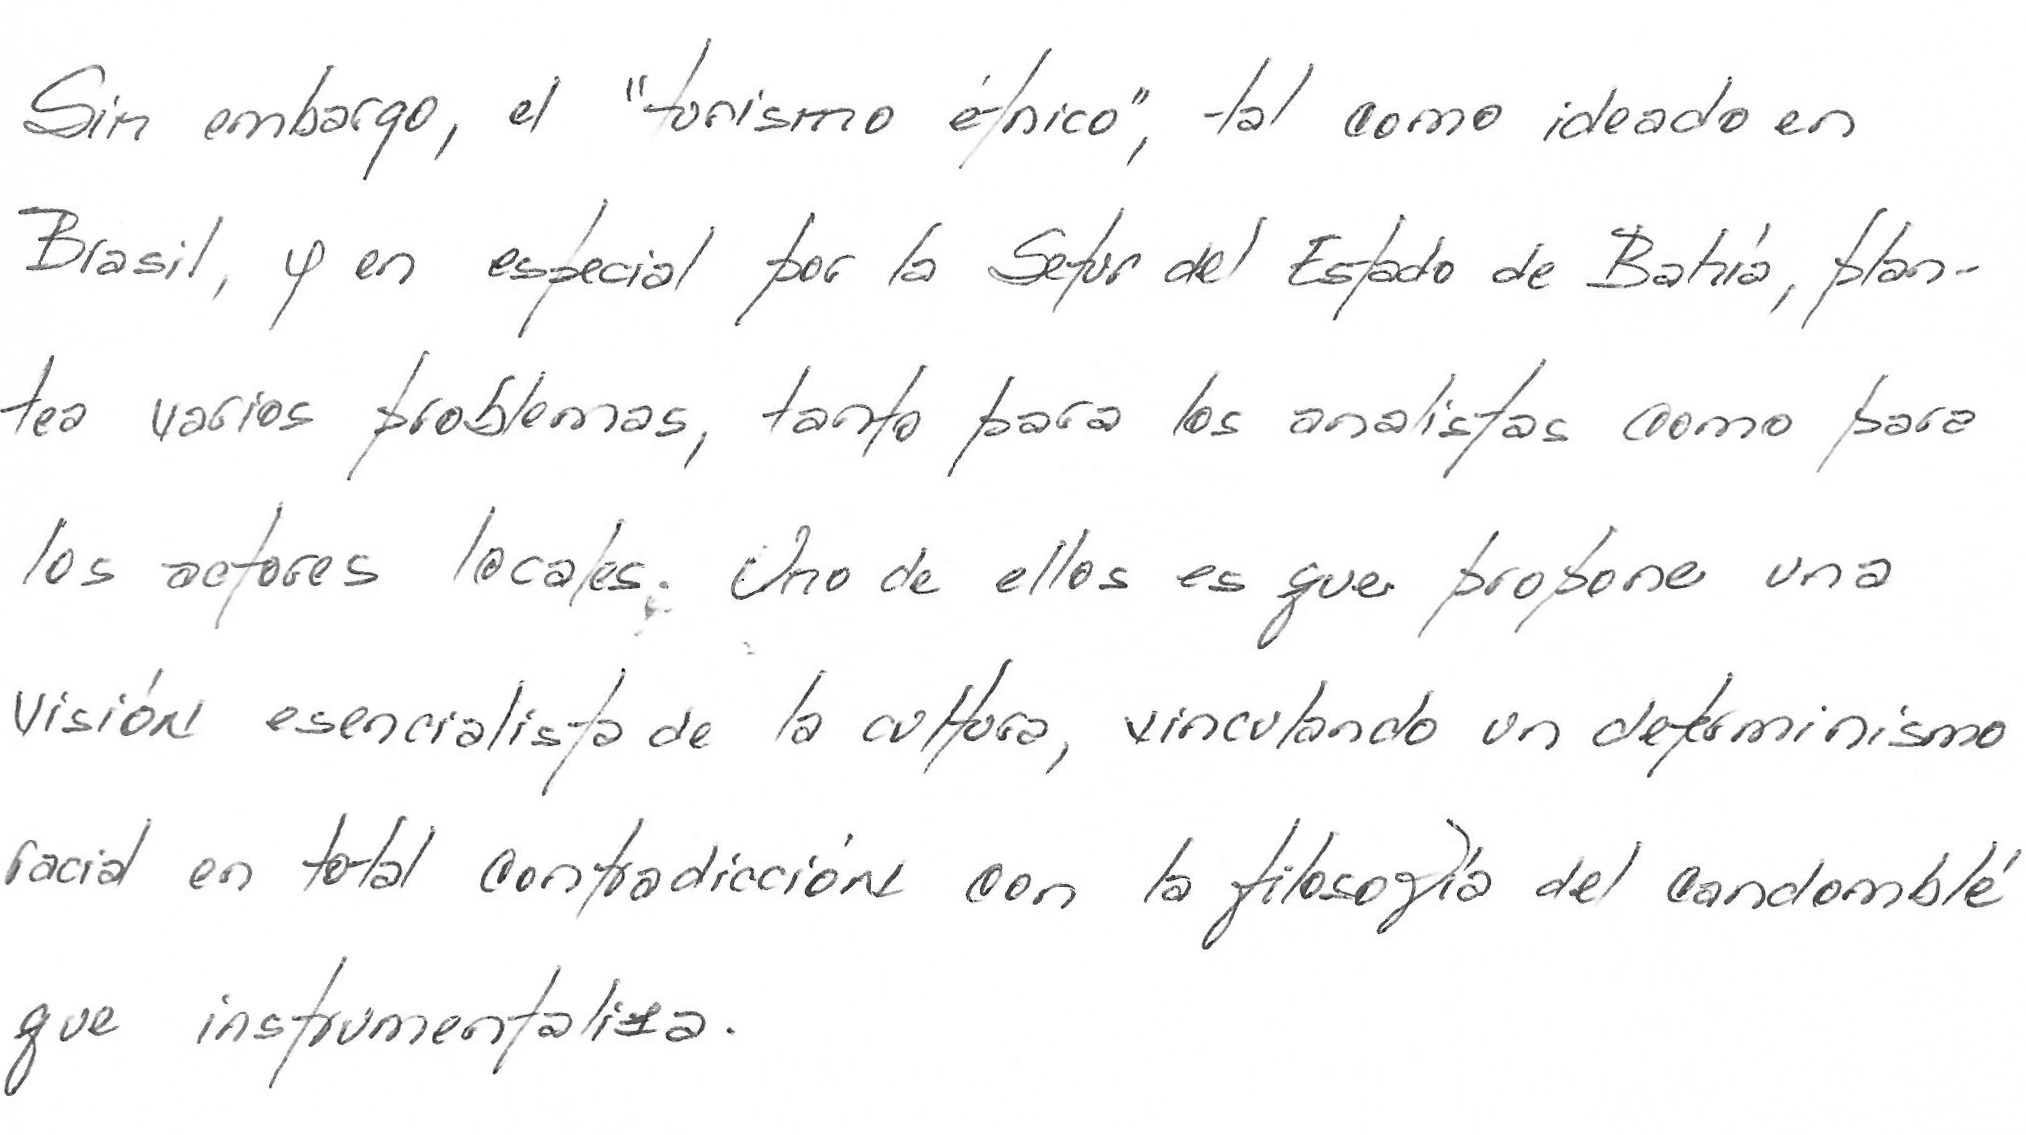 Sin embargo, el "turismo étnico", tal como ideado en
Brasil, y en especial por la Setur del Estado de Bahía, plan-
tea varios problemas, tanto para los analistas como para
los actores locales. Uno de ellos es que propone una
visión esencialista de la cultura, vinculando un determinismo
racial en total contradicción con la filosofía del candomblé
que instrumentaliza.